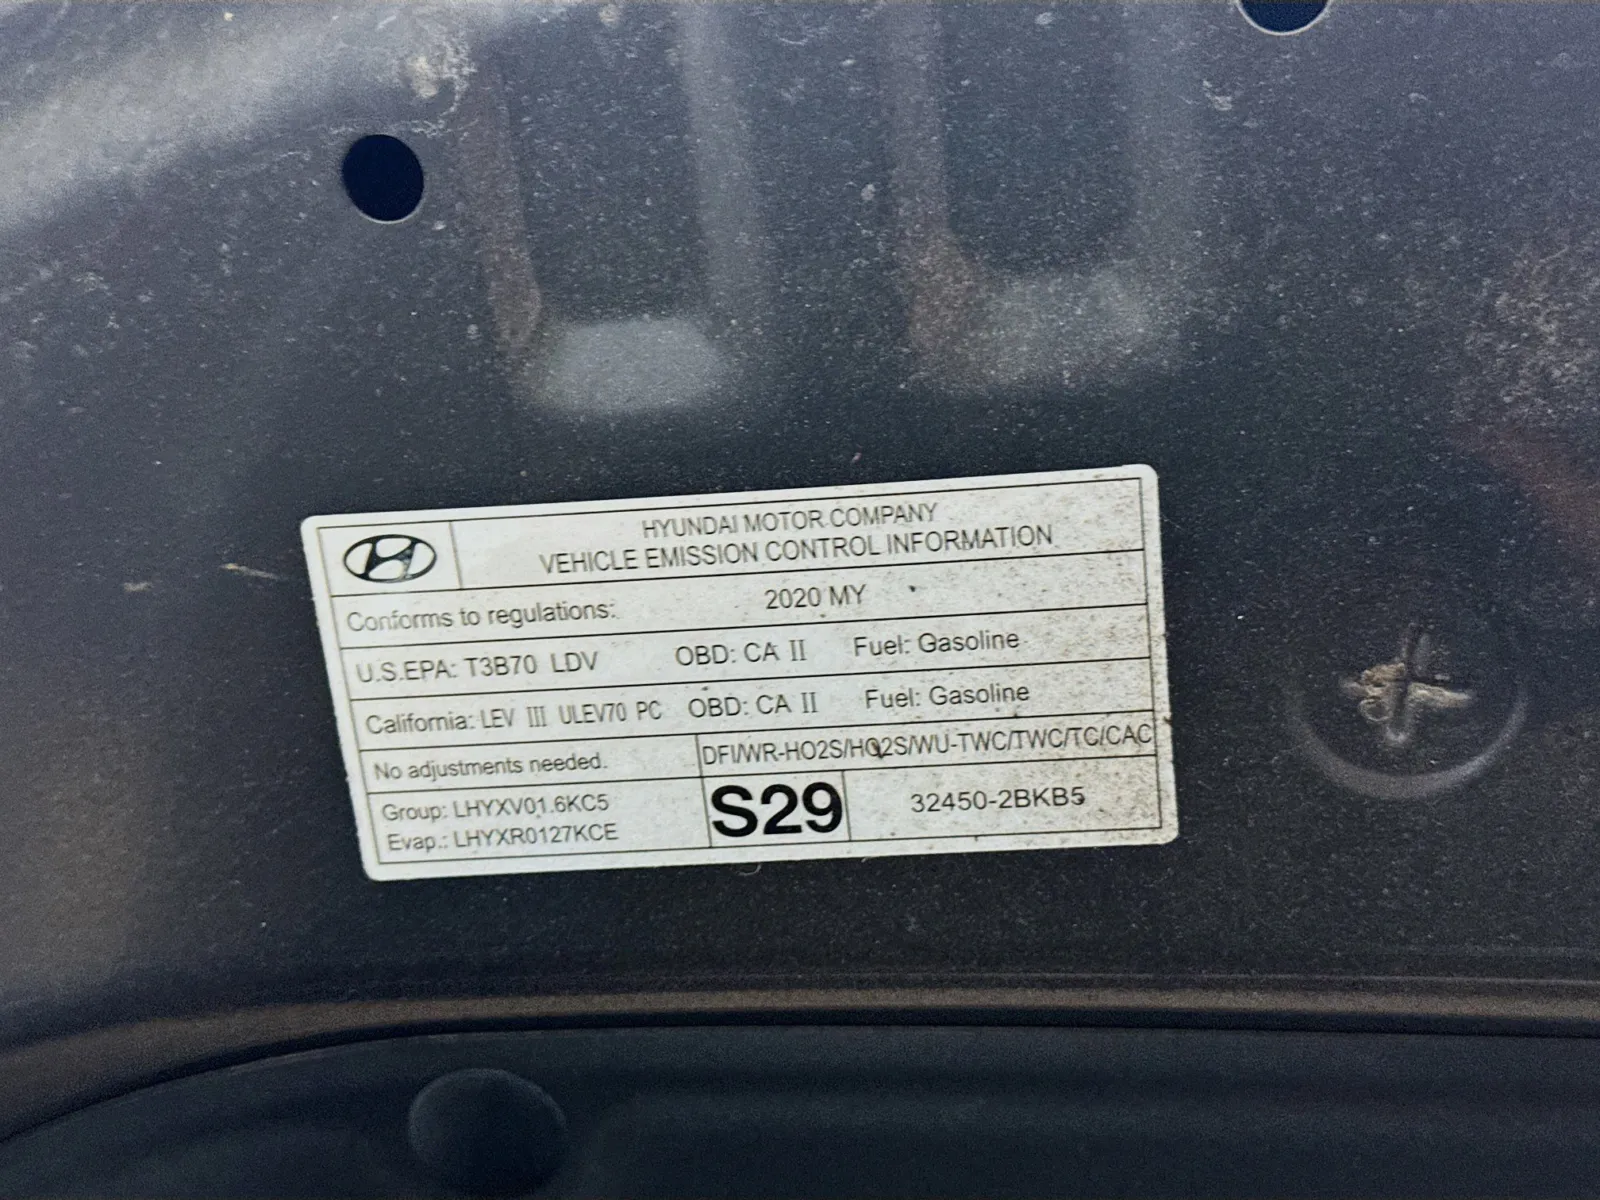 HYUNDAI MOTOR COMPANY
VEHICLE EMISSION CONTROL INFORMATION
Conforms to regulations: 2020 MY
U.S.EPA: T3B70 LDV OBD: CA II Fuel: Gasoline
California: LEV III ULEV70 PC OBD: CA II Fuel: Gasoline
No adjustments needed. DFI/WR-HO2S/HO2S/WU-TWC/TWC/TC/CAC
Group: LHYXV01.6KC5
Evap.: LHYXR0127KCE
S29
32450-2BKB5